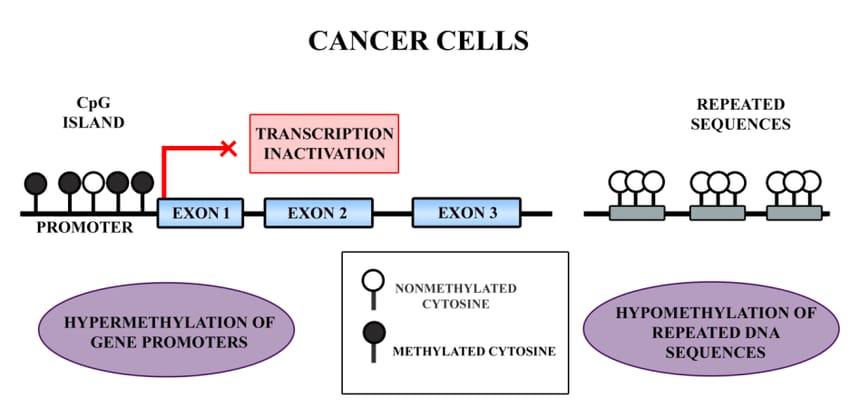 CANCER CELLS
CpG
ISLAND
REPEATED
SEQUENCES
TRANSCRIPTION
INACTIVATION
EXON 1
EXON 2
EXON 3
PROMOTER
NONMETHYLATED
CYTOSINE
METHYLATED CYTOSINE
HYPERMETHYLATION OF
GENE PROMOTERS
HYPOMETHYLATION OF
REPEATED DNA
SEQUENCES